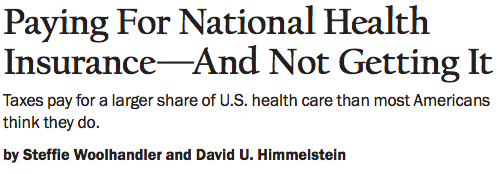 Paying For National Health
Insurance—And Not Getting It
Taxes pay for a larger share of U.S. health care than most Americans
think they do.
by Steffie Woolhandler and David U. Himmelstein